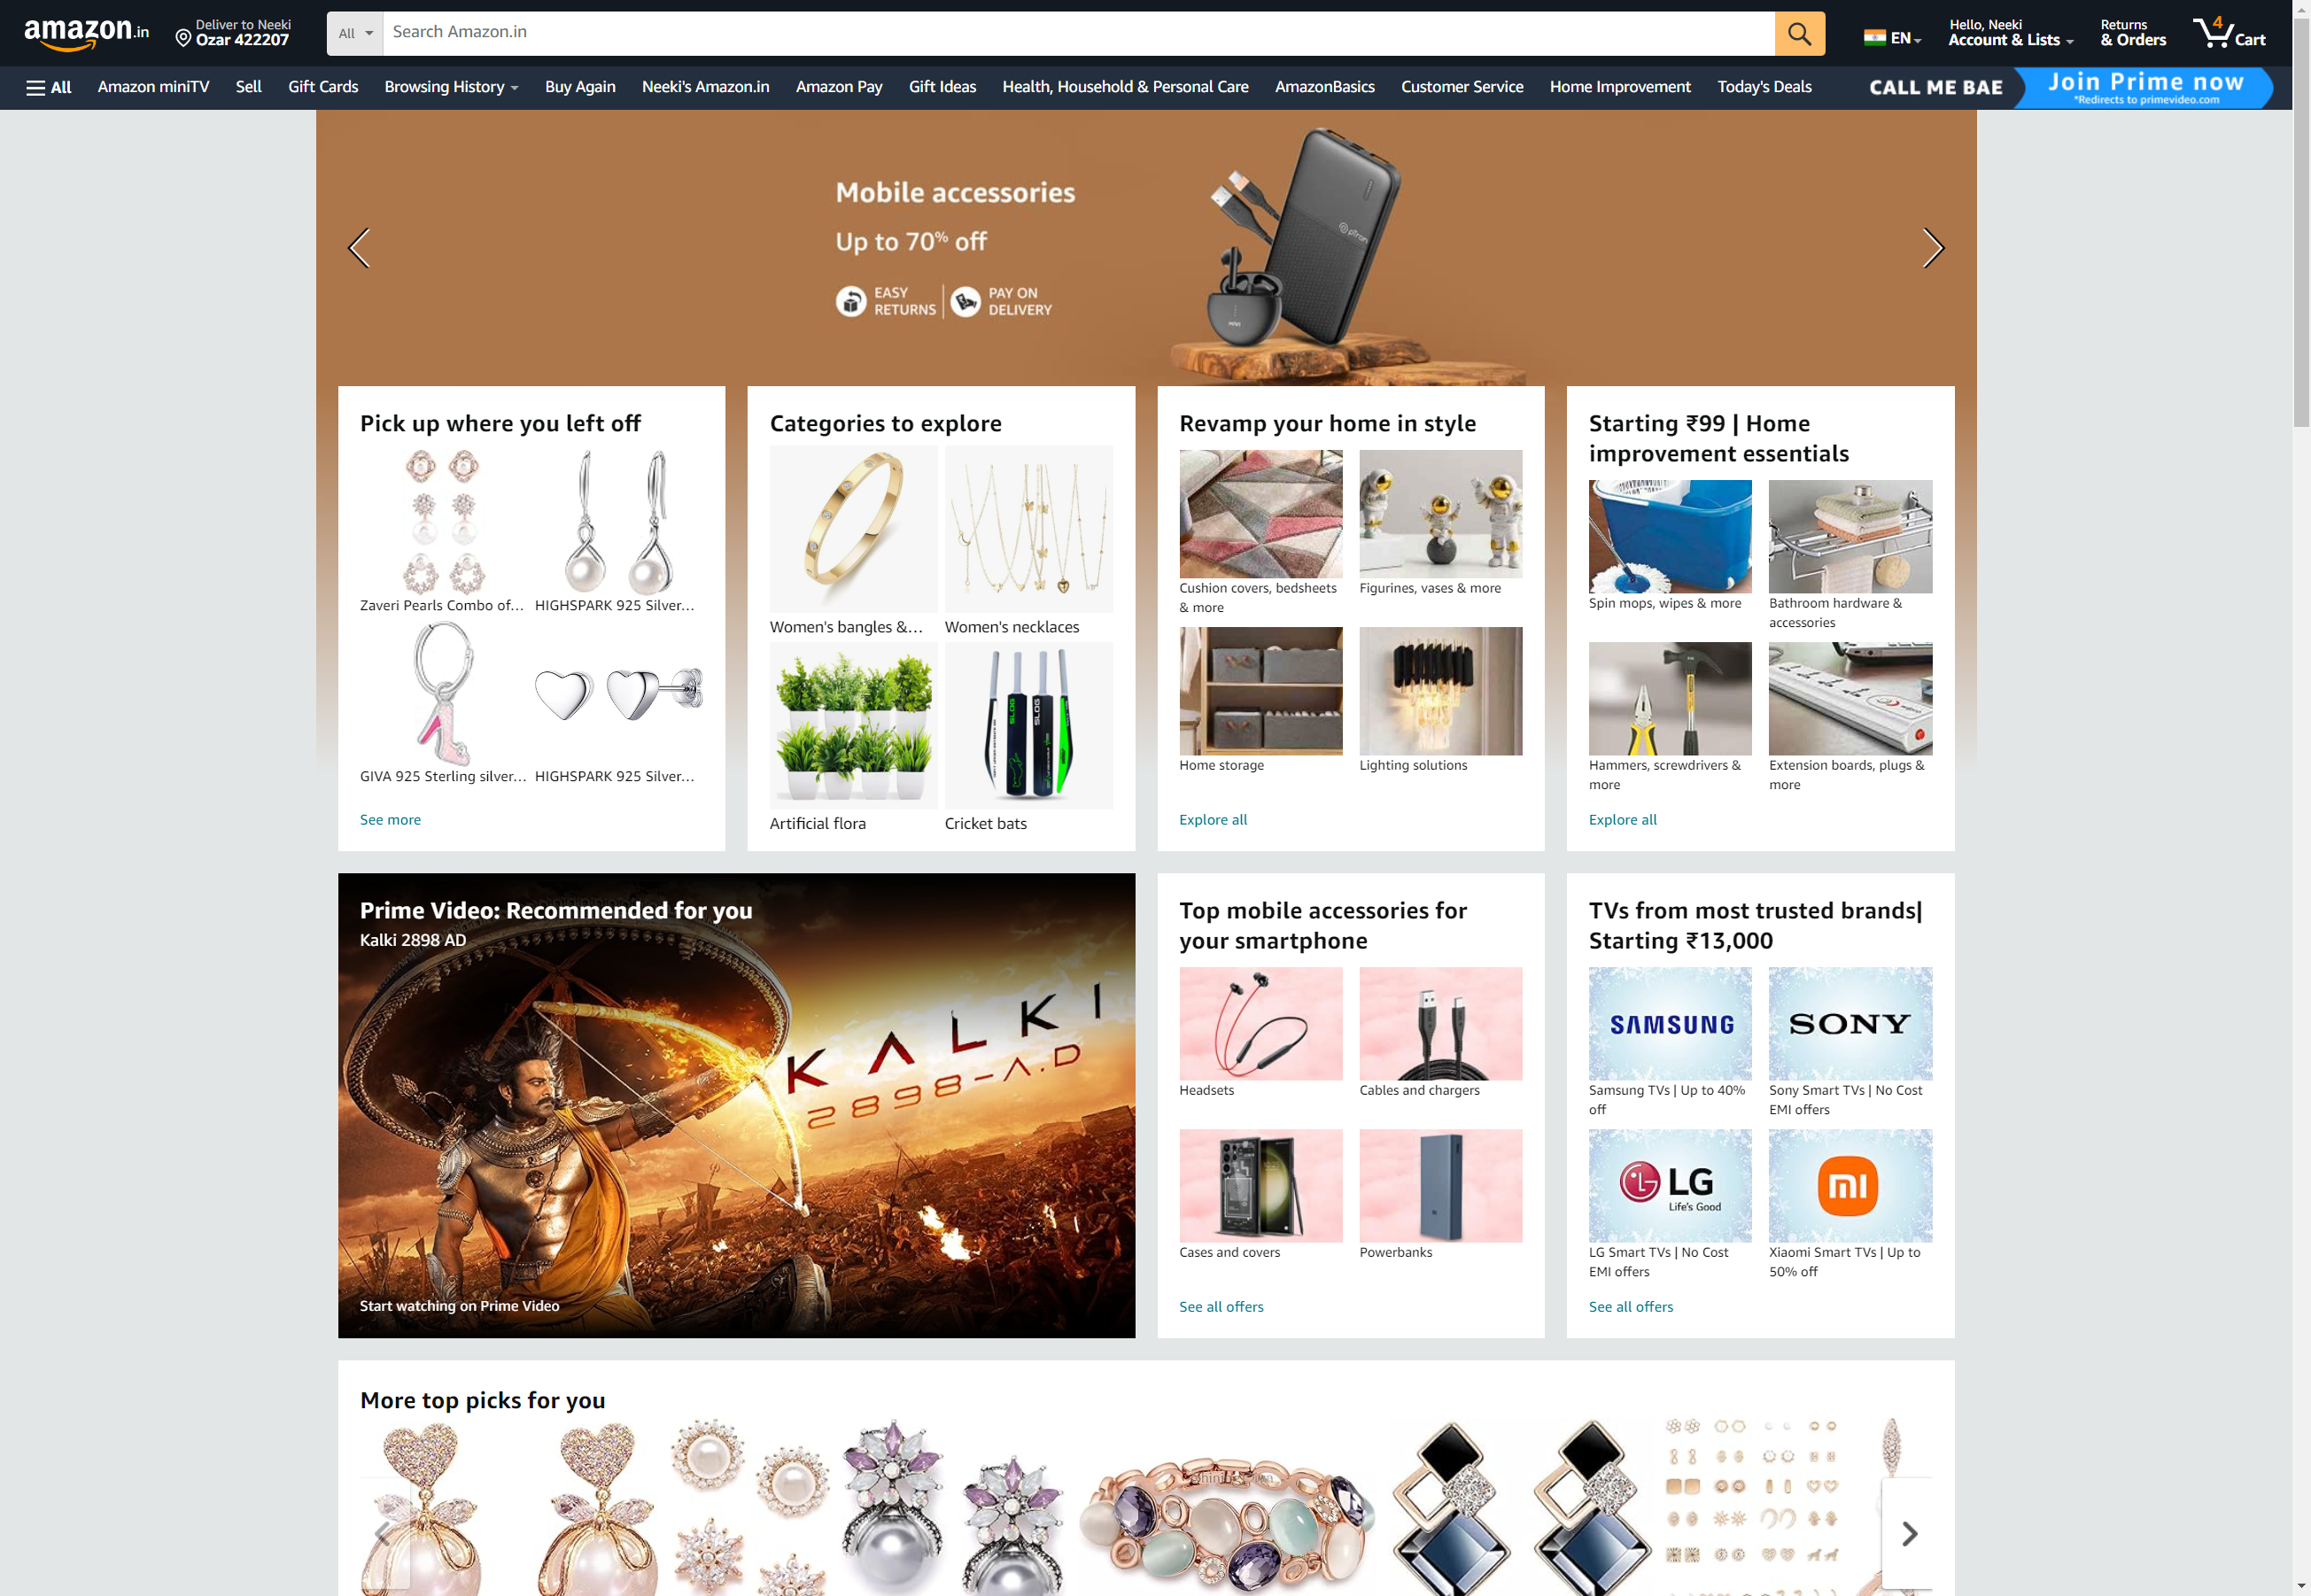 amazon.in
Deliver to Neeki
Ozar 422207
All
Search Amazon.in
EN
Hello, Neeki
Account & Lists
Returns
& Orders
4
Cart
All
Amazon miniTV
Sell
Gift Cards
Browsing History
Buy Again
Neeki's Amazon.in
Amazon Pay
Gift Ideas
Health, Household & Personal Care
AmazonBasics
Customer Service
Home Improvement
Today's Deals
CALL ME BAE
Join Prime now
*Redirects to primevideo.com
Mobile accessories
Up to 70% off
EASY
RETURNS
PAY ON
DELIVERY
pTron
MIVI
Pick up where you left off
Zaveri Pearls Combo of...
HIGHSPARK 925 Silver...
GIVA 925 Sterling silver...
HIGHSPARK 925 Silver...
See more
Categories to explore
Women's bangles &...
Women's necklaces
SLOG
SLOG
Artificial flora
Cricket bats
Revamp your home in style
Cushion covers, bedsheets
& more
Figurines, vases & more
Home storage
Lighting solutions
Explore all
Starting ₹99 | Home
improvement essentials
Spin mops, wipes & more
Bathroom hardware &
accessories
Hammers, screwdrivers &
more
Extension boards, plugs &
more
Explore all
Prime Video: Recommended for you
Kalki 2898 AD
KALKI
2898-A.D
Start watching on Prime Video
Top mobile accessories for
your smartphone
Headsets
Cables and chargers
Cases and covers
Powerbanks
See all offers
TVs from most trusted brands|
Starting ₹13,000
SAMSUNG
SONY
Samsung TVs | Up to 40%
off
Sony Smart TVs | No Cost
EMI offers
LG
Life's Good
mi
LG Smart TVs | No Cost
EMI offers
Xiaomi Smart TVs | Up to
50% off
See all offers
More top picks for you